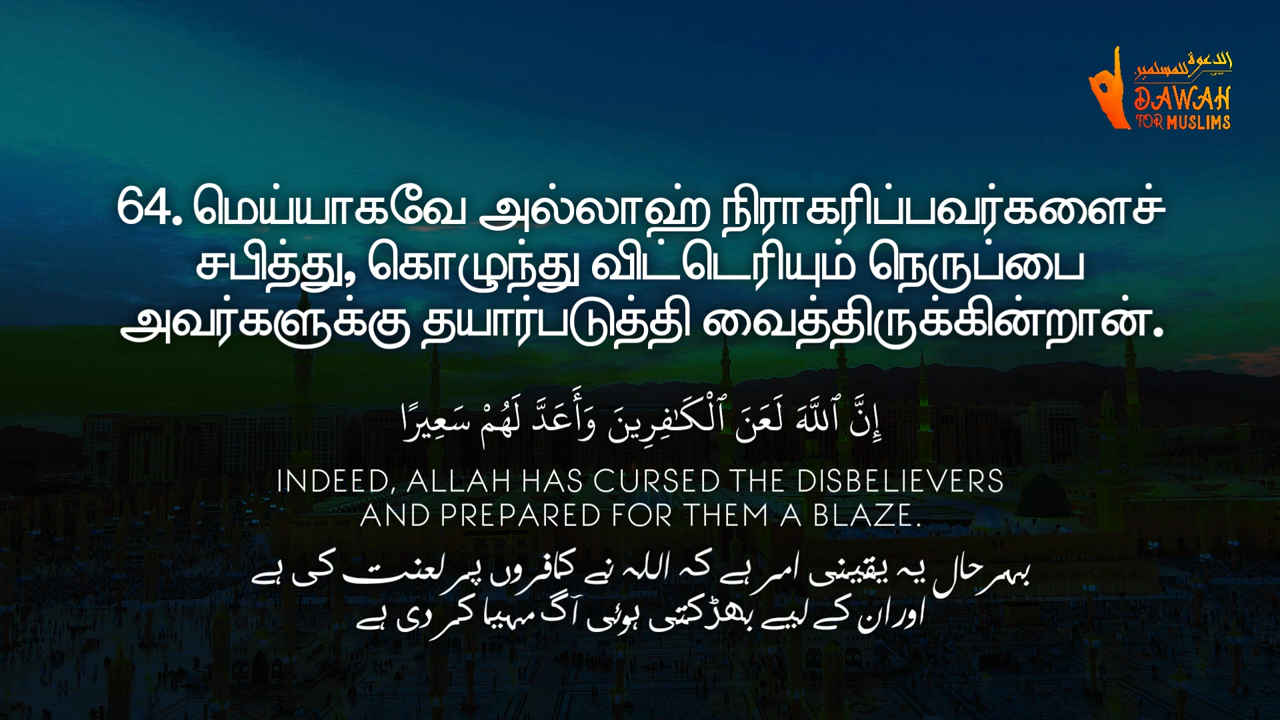 الدعوة للمسلمين
DAWAH
FOR MUSLIMS
64. மெய்யாகவே அல்லாஹ் நிராகரிப்பவர்களைச்
சபித்து, கொழுந்து விட்டெரியும் நெருப்பை
அவர்களுக்கு தயார்படுத்தி வைத்திருக்கின்றான்.
إِنَّ ٱللَّهَ لَعَنَ ٱلْكَـٰفِرِينَ وَأَعَدَّ لَهُمْ سَعِيرًا
INDEED, ALLAH HAS CURSED THE DISBELIEVERS
AND PREPARED FOR THEM A BLAZE.
بہرحال یہ یقینی امر ہے کہ اللہ نے کافروں پر لعنت کی ہے
اور ان کے لیے بھڑکتی ہوئی آگ مہیا کر دی ہے